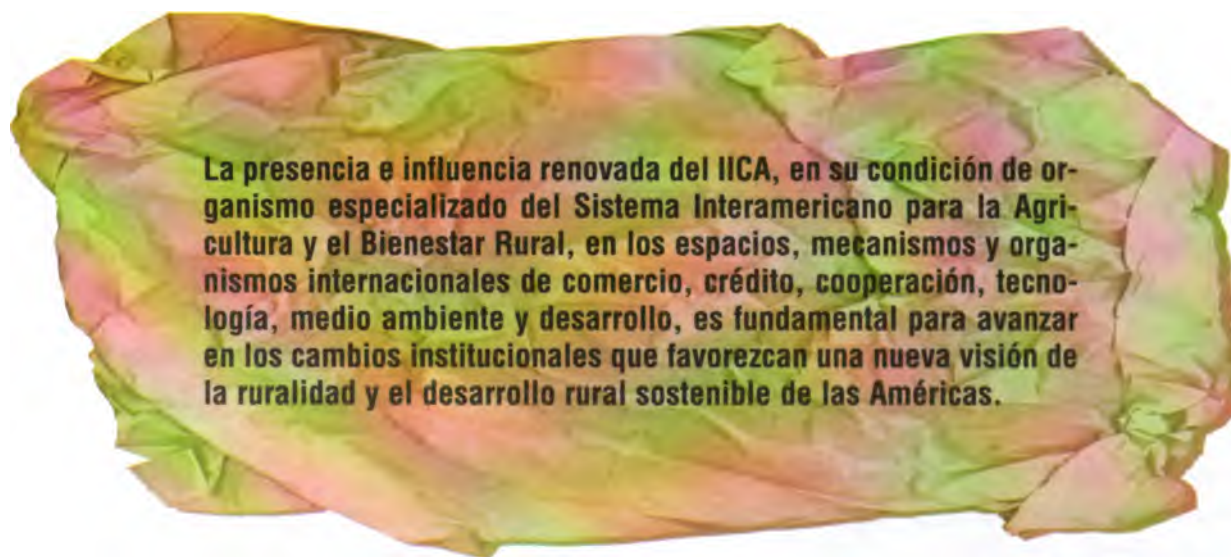 La presencia e influencia renovada del IICA, en su condición de or-
ganismo especializado del Sistema Interamericano para la Agri-
cultura y el Bienestar Rural, en los espacios, mecanismos y orga-
nismos internacionales de comercio, crédito, cooperación, tecno-
logía, medio ambiente y desarrollo, es fundamental para avanzar
en los cambios institucionales que favorezcan una nueva visión de
la ruralidad y el desarrollo rural sostenible de las Américas.